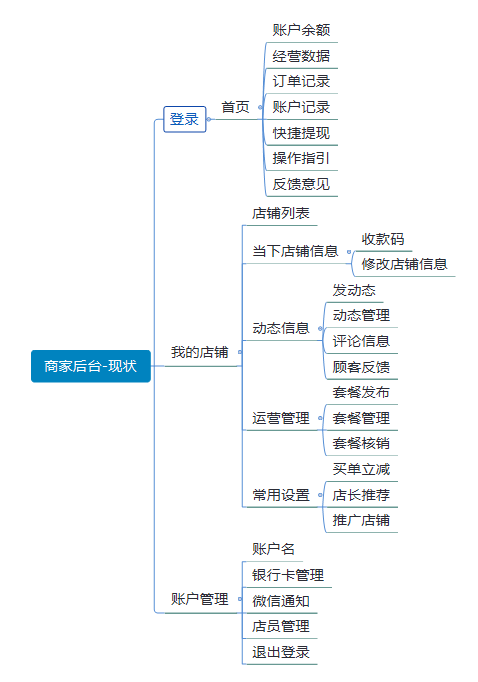 商家后台-现状
登录
首页
账户余额
经营数据
订单记录
账户记录
快捷提现
操作指引
反馈意见
我的店铺
店铺列表
当下店铺信息
收款码
修改店铺信息
动态信息
发动态
动态管理
评论信息
顾客反馈
运营管理
套餐发布
套餐管理
套餐核销
常用设置
买单立减
店长推荐
推广店铺
账户管理
账户名
银行卡管理
微信通知
店员管理
退出登录